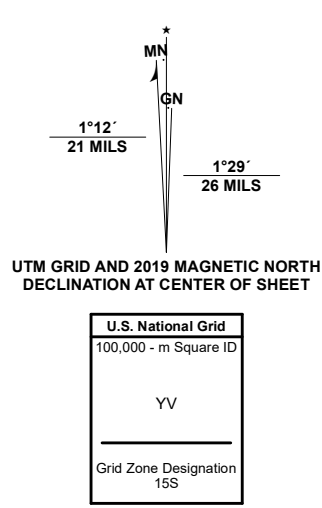 ★
MN
GN
1°12´
21 MILS
1°29´
26 MILS
UTM GRID AND 2019 MAGNETIC NORTH
DECLINATION AT CENTER OF SHEET
U.S. National Grid
100,000 - m Square ID
YV
Grid Zone Designation
15S